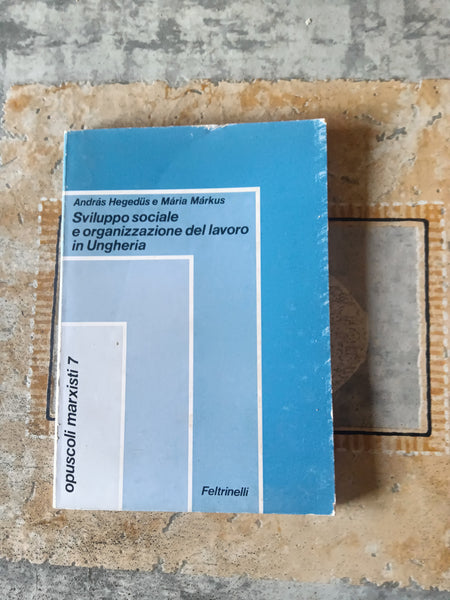 András Hegedüs e Mária Márkus
Sviluppo sociale
e organizzazione del lavoro
in Ungheria
opuscoli marxisti 7
Feltrinelli